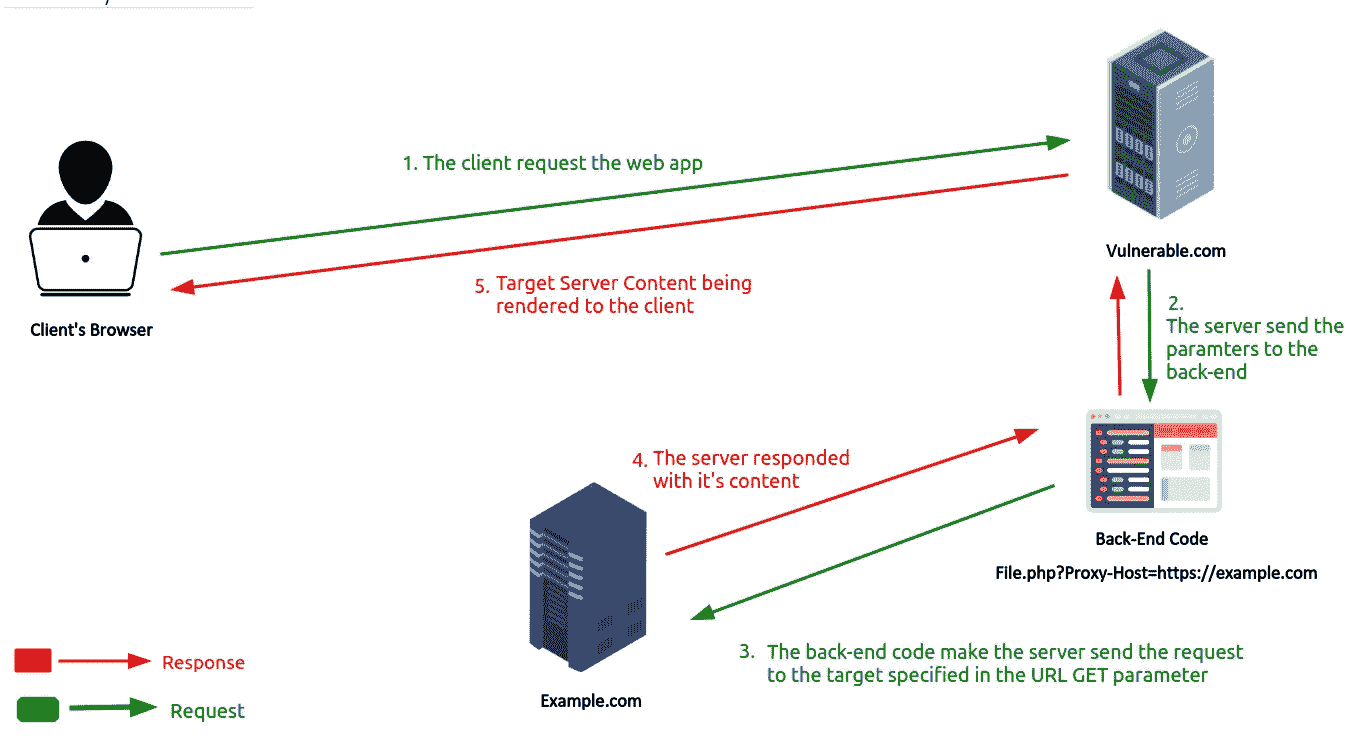 1. The client request the web app
Vulnerable.com
5. Target Server Content being
rendered to the client
Client's Browser
2.
The server send the
paramters to the
back-end
4. The server responded
with it's content
Back-End Code
File.php?Proxy-Host=https://example.com
3. The back-end code make the server send the request
to the target specified in the URL GET parameter
Example.com
Response
Request